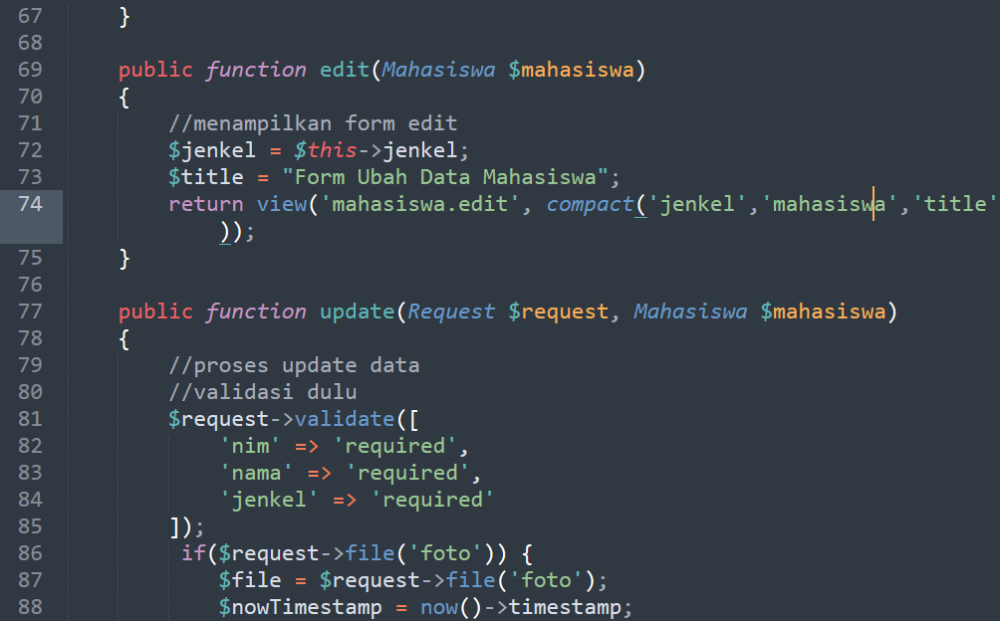 67 }
68
69 public function edit(Mahasiswa $mahasiswa)
70 {
71 //menampilkan form edit
72 $jenkel = $this->jenkel;
73 $title = "Form Ubah Data Mahasiswa";
74 return view('mahasiswa.edit', compact('jenkel','mahasiswa','title'
));
75 }
76
77 public function update(Request $request, Mahasiswa $mahasiswa)
78 {
79 //proses update data
80 //validasi dulu
81 $request->validate([
82 'nim' => 'required',
83 'nama' => 'required',
84 'jenkel' => 'required'
85 ]);
86 if($request->file('foto')) {
87 $file = $request->file('foto');
88 $nowTimestamp = now()->timestamp;